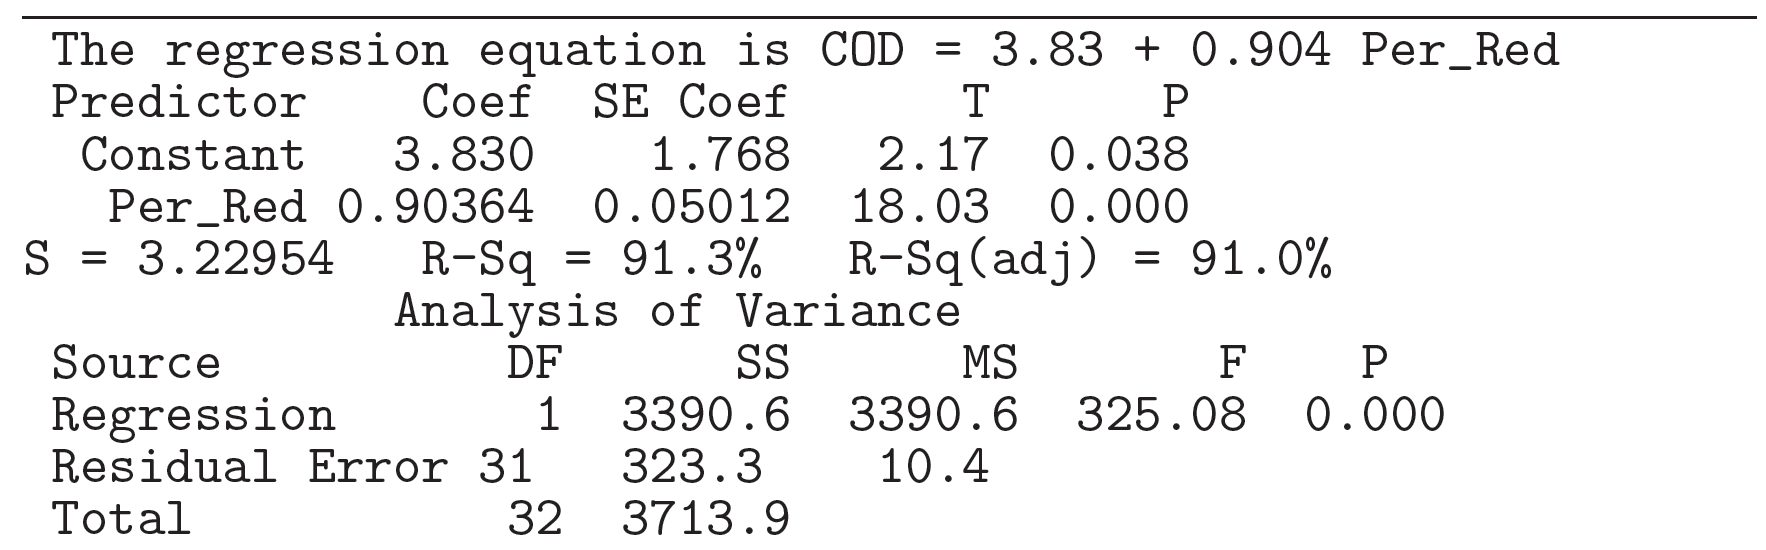 The regression equation is COD = 3.83 + 0.904 Per_Red
Predictor Coef SE Coef T P
Constant 3.830 1.768 2.17 0.038
Per_Red 0.90364 0.05012 18.03 0.000
S = 3.22954 R-Sq = 91.3% R-Sq(adj) = 91.0%
Analysis of Variance
Source DF SS MS F P
Regression 1 3390.6 3390.6 325.08 0.000
Residual Error 31 323.3 10.4
Total 32 3713.9